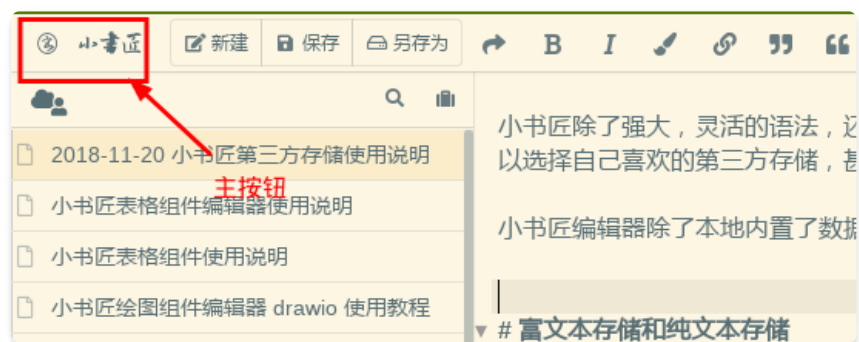 小书匠 新建 保存 另存为 B I
2018-11-20 小书匠第三方存储使用说明
主按钮
小书匠表格组件编辑器使用说明
小书匠表格组件使用说明
小书匠绘图组件编辑器 drawio 使用教程
小书匠除了强大，灵活的语法，还
以选择自己喜欢的第三方存储，甚
小书匠编辑器除了本地内置了数据
# 富文本存储和纯文本存储